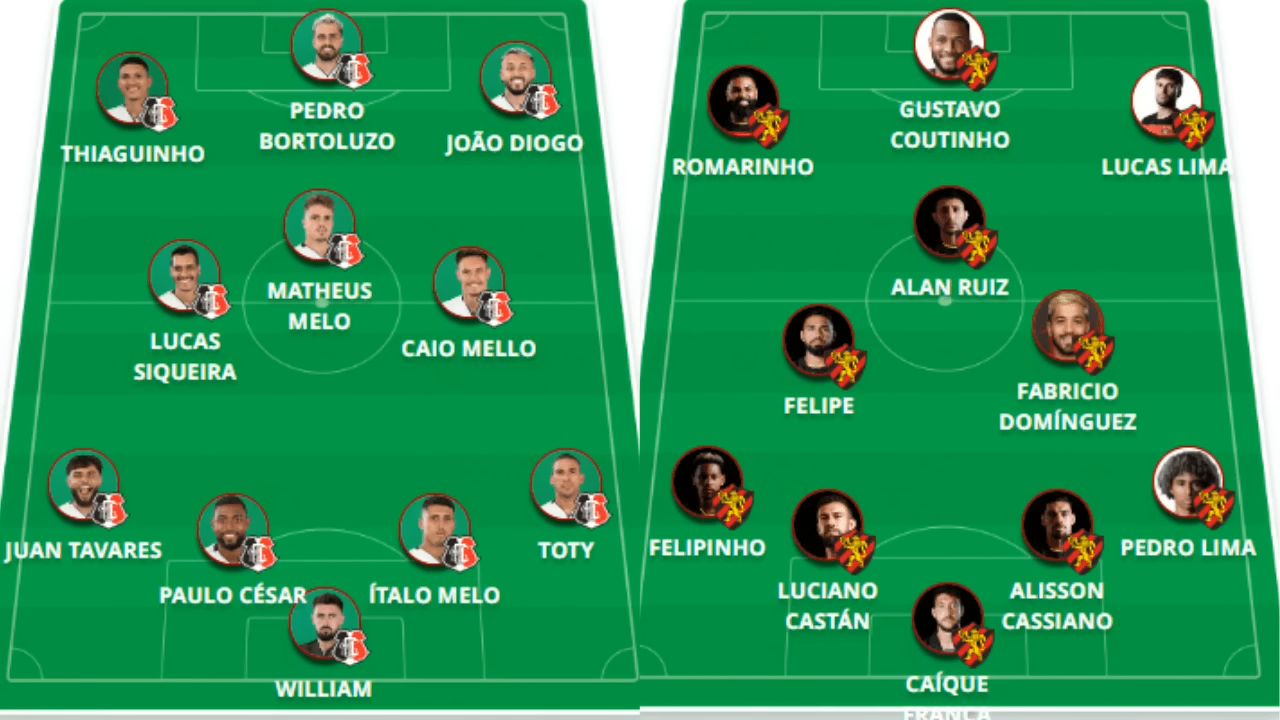 PEDRO
BORTOLUZO
THIAGUINHO
JOÃO DIOGO
MATHEUS
MELO
LUCAS
SIQUEIRA
CAIO MELLO
JUAN TAVARES
TOTY
PAULO CÉSAR
ÍTALO MELO
WILLIAM
GUSTAVO
COUTINHO
ROMARINHO
LUCAS LIMA
ALAN RUIZ
FELIPE
FABRICIO
DOMÍNGUEZ
FELIPINHO
PEDRO LIMA
LUCIANO
CASTÁN
ALISSON
CASSIANO
CAÍQUE
FRANÇA